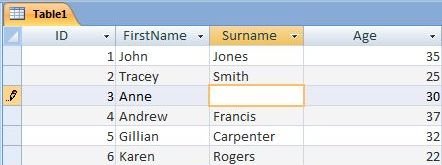 Table1
ID FirstName Surname Age
1 John Jones 35
2 Tracey Smith 25
3 Anne 30
4 Andrew Francis 37
5 Gillian Carpenter 32
6 Karen Rogers 22